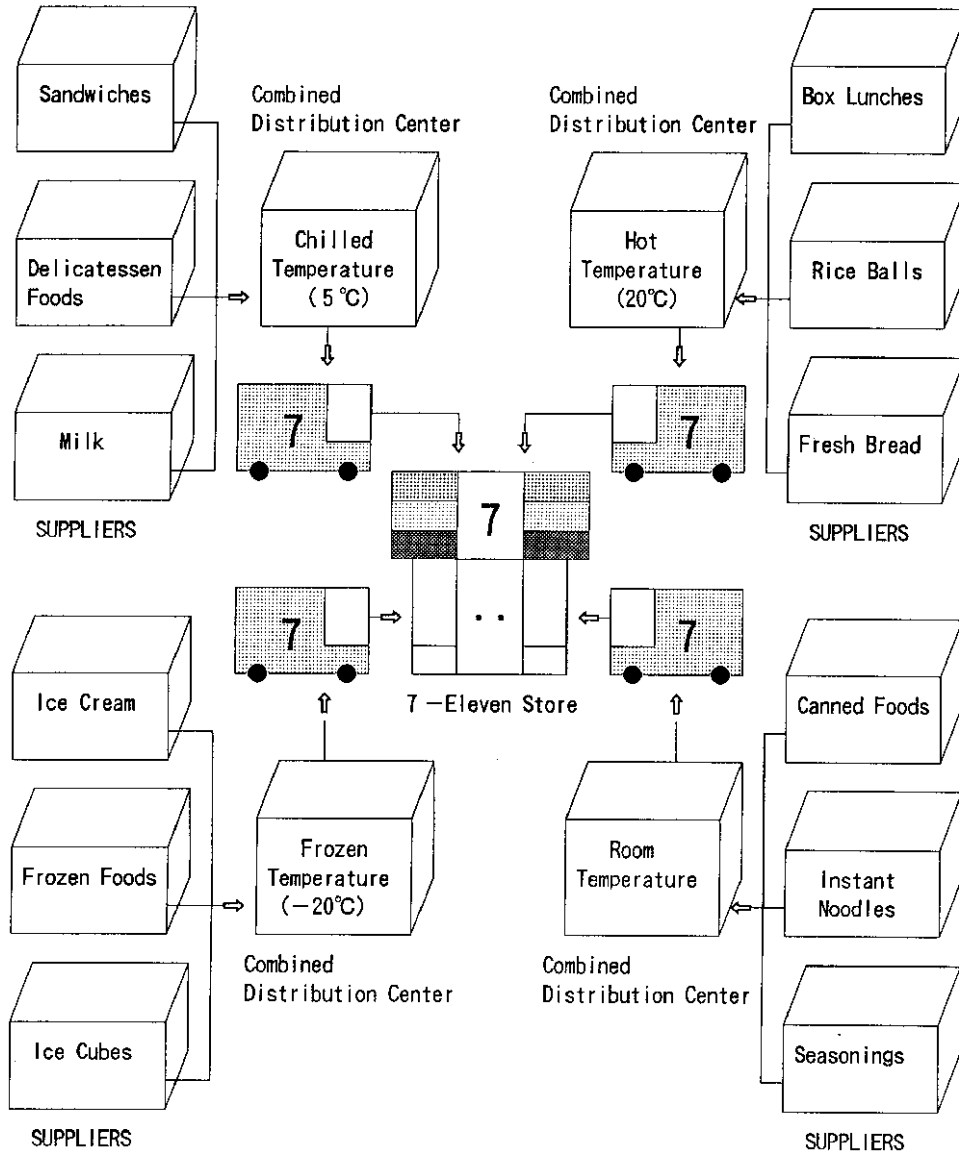 Sandwiches
Delicatessen
Foods
Milk
SUPPLIERS
Combined
Distribution Center
Chilled
Temperature
(5℃)
7
Combined
Distribution Center
Hot
Temperature
(20℃)
7
Box Lunches
Rice Balls
Fresh Bread
SUPPLIERS
7
7-Eleven Store
Ice Cream
Frozen Foods
Ice Cubes
SUPPLIERS
7
Frozen
Temperature
(-20℃)
Combined
Distribution Center
7
Room
Temperature
Combined
Distribution Center
Canned Foods
Instant
Noodles
Seasonings
SUPPLIERS